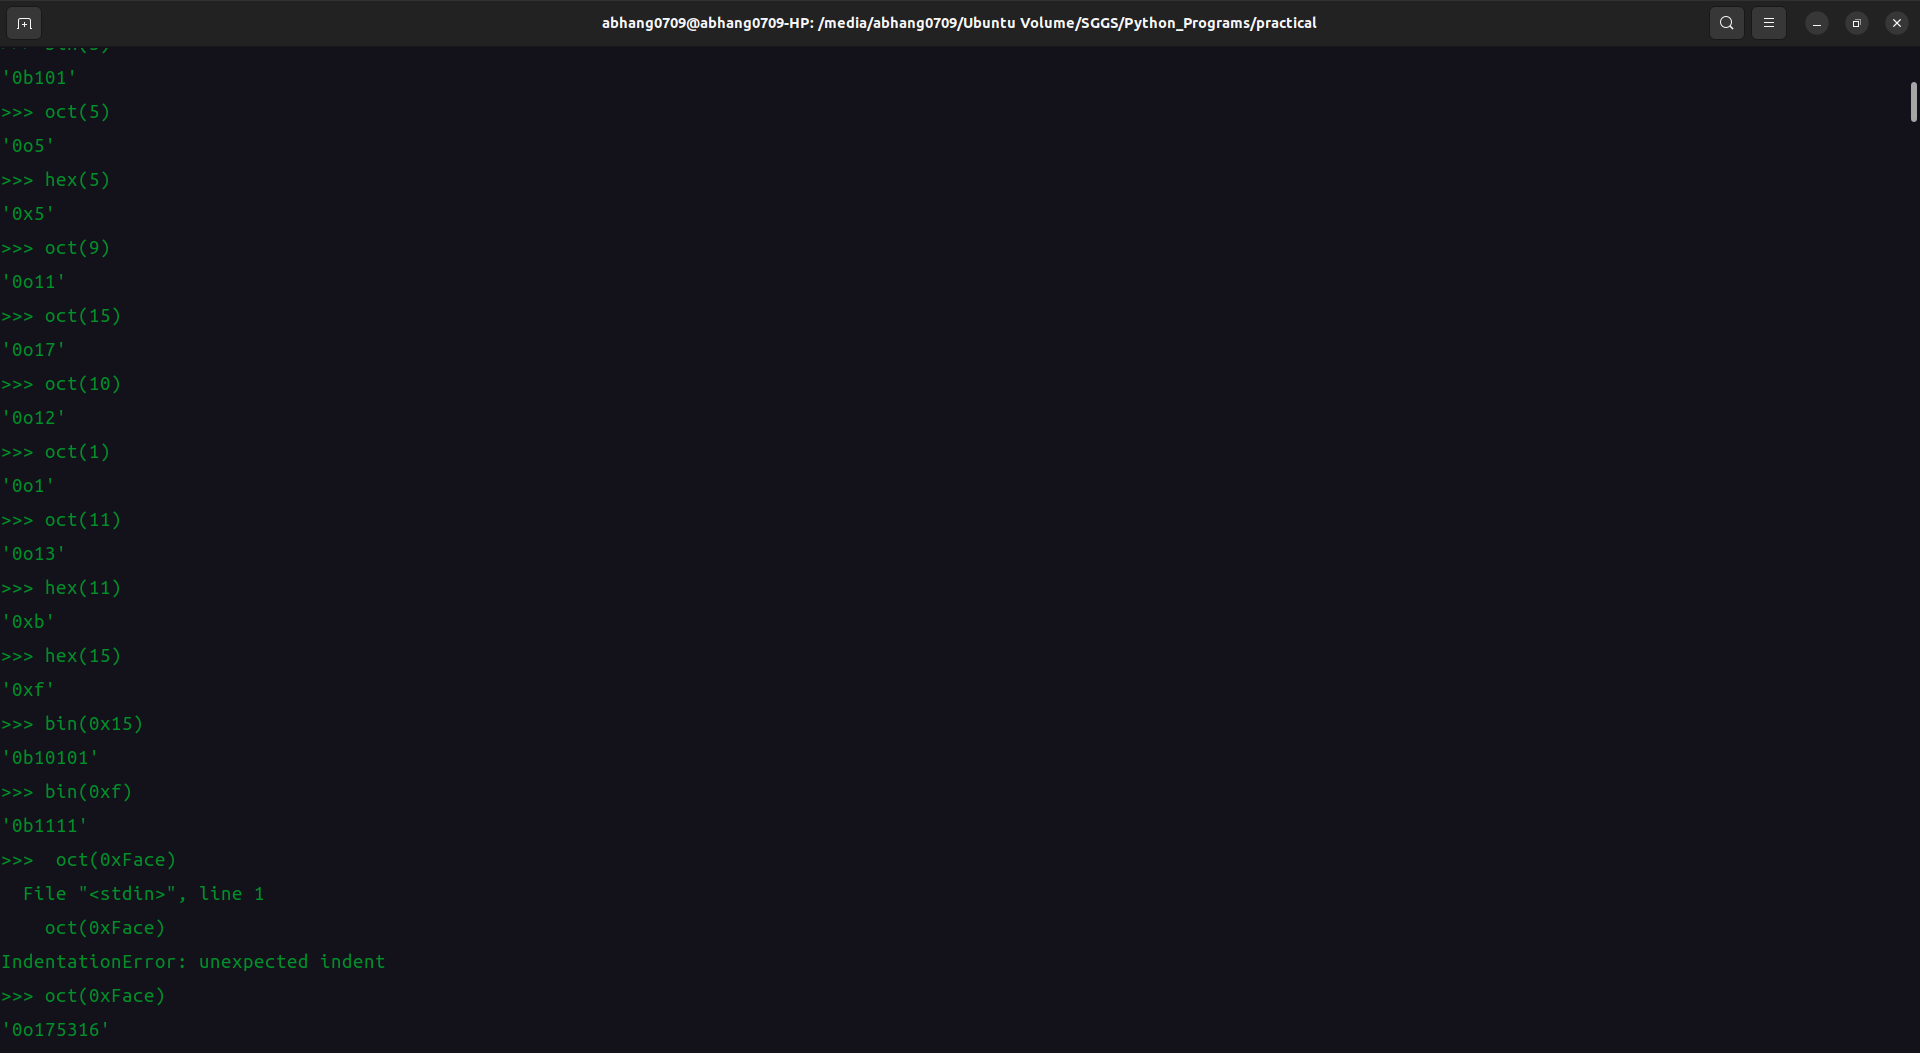 abhang0709@abhang0709-HP: /media/abhang0709/Ubuntu Volume/SGGS/Python_Programs/practical
'0b101'
>>> oct(5)
'0o5'
>>> hex(5)
'0x5'
>>> oct(9)
'0o11'
>>> oct(15)
'0o17'
>>> oct(10)
'0o12'
>>> oct(1)
'0o1'
>>> oct(11)
'0o13'
>>> hex(11)
'0xb'
>>> hex(15)
'0xf'
>>> bin(0x15)
'0b10101'
>>> bin(0xf)
'0b1111'
>>>  oct(0xFace)
  File "<stdin>", line 1
    oct(0xFace)
IndentationError: unexpected indent
>>> oct(0xFace)
'0o175316'